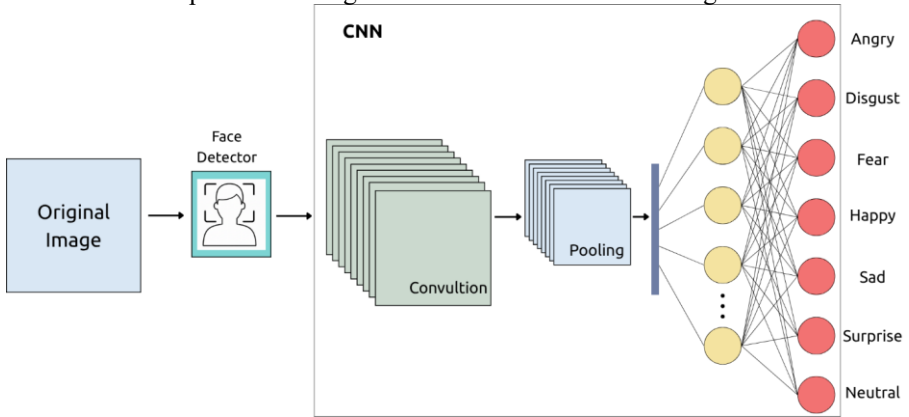 CNN
Original
Image
Face
Detector
Convultion
Pooling
Angry
Disgust
Fear
Happy
Sad
Surprise
Neutral